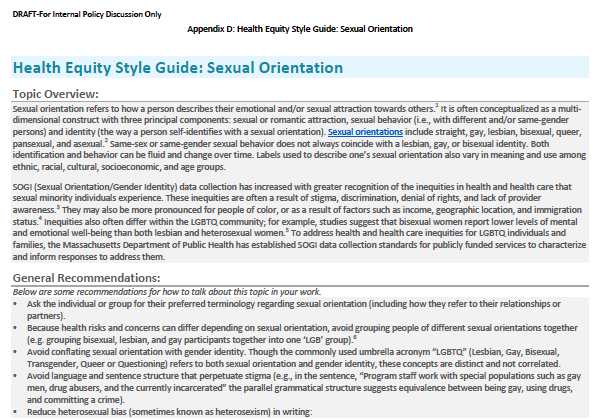 DRAFT-For Internal Policy Discussion Only
Appendix D: Health Equity Style Guide: Sexual Orientation
Health Equity Style Guide: Sexual Orientation
Topic Overview:
Sexual orientation refers to how a person describes their emotional and/or sexual attraction towards others.1 It is often conceptualized as a multi-
dimensional construct with three principal components: sexual or romantic attraction, sexual behavior (i.e., with different and/or same-gender
persons) and identity (the way a person self-identifies with a sexual orientation). Sexual orientations include straight, gay, lesbian, bisexual, queer,
pansexual, and asexual.2 Same-sex or same-gender sexual behavior does not always coincide with a lesbian, gay, or bisexual identity. Both
identification and behavior can be fluid and change over time. Labels used to describe one's sexual orientation also vary in meaning and use among
ethnic, racial, cultural, socioeconomic, and age groups.
SOGI (Sexual Orientation/Gender Identity) data collection has increased with greater recognition of the inequities in health and health care that
sexual minority individuals experience. These inequities are often a result of stigma, discrimination, denial of rights, and lack of provider
awareness.3 They may also be more pronounced for people of color, or as a result of factors such as income, geographic location, and immigration
status.4 Inequities also often differ within the LGBTQ community; for example, studies suggest that bisexual women report lower levels of mental
and emotional well-being than both lesbian and heterosexual women.5 To address health and health care inequities for LGBTQ individuals and
families, the Massachusetts Department of Public Health has established SOGI data collection standards for publicly funded services to characterize
and inform responses to address them.
General Recommendations:
Below are some recommendations for how to talk about this topic in your work.
• Ask the individual or group for their preferred terminology regarding sexual orientation (including how they refer to their relationships or
partners).
• Because health risks and concerns can differ depending on sexual orientation, avoid grouping people of different sexual orientations together
(e.g. grouping bisexual, lesbian, and gay participants together into one 'LGB' group).6
• Avoid conflating sexual orientation with gender identity. Though the commonly used umbrella acronym "LGBTQ" (Lesbian, Gay, Bisexual,
Transgender, Queer or Questioning) refers to both sexual orientation and gender identity, these concepts are distinct and not correlated.
• Avoid language and sentence structure that perpetuate stigma (e.g., in the sentence, "Program staff work with special populations such as gay
men, drug abusers, and the currently incarcerated" the parallel grammatical structure suggests equivalence between being gay, using drugs,
and committing a crime).
• Reduce heterosexual bias (sometimes known as heterosexism) in writing: